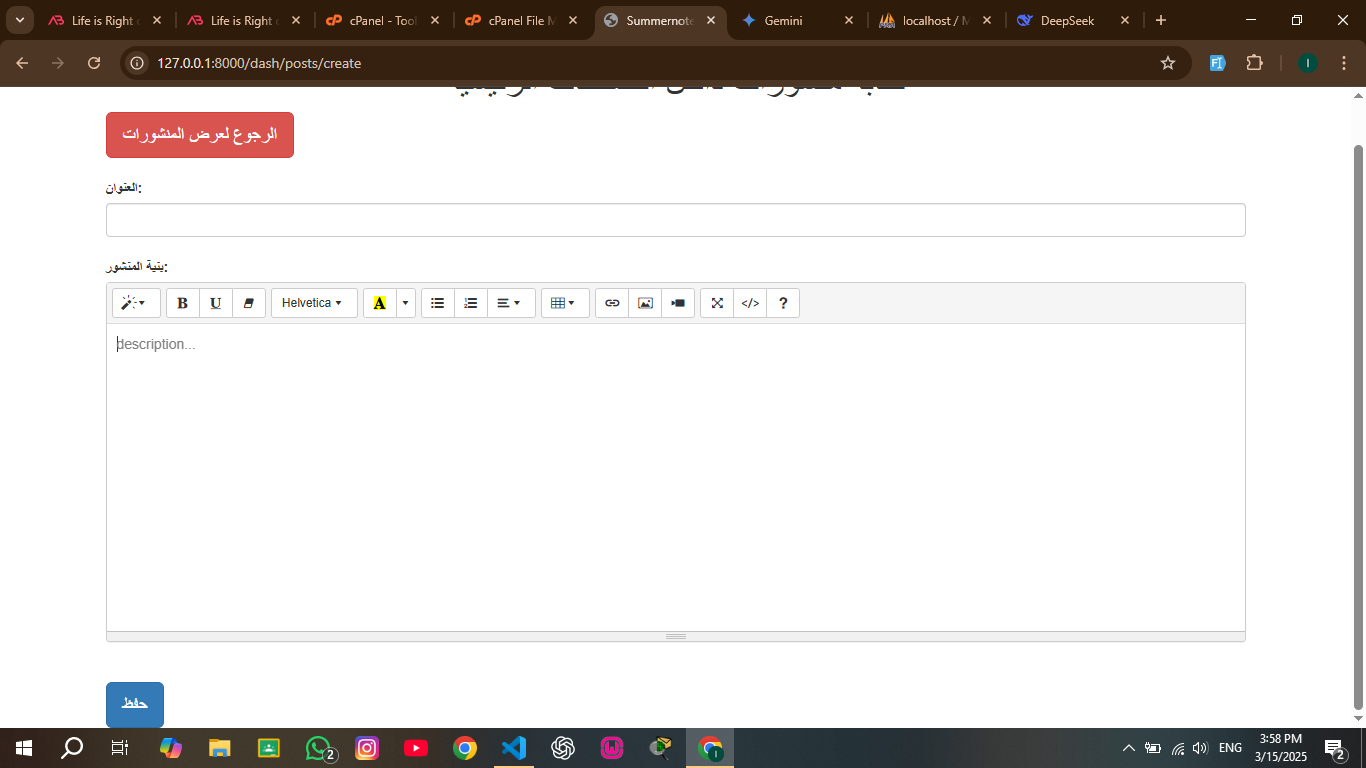 Life is Right
Life is Right
cPanel - Tool
cPanel File M
Summernote
Gemini
localhost / M
DeepSeek
127.0.0.1:8000/dash/posts/create
الرجوع لعرض المنشورات
العنوان:
بنية المنشور:
B U Helvetica A </> ?
description...
حفظ
2
ENG
3:58 PM
3/15/2025
2